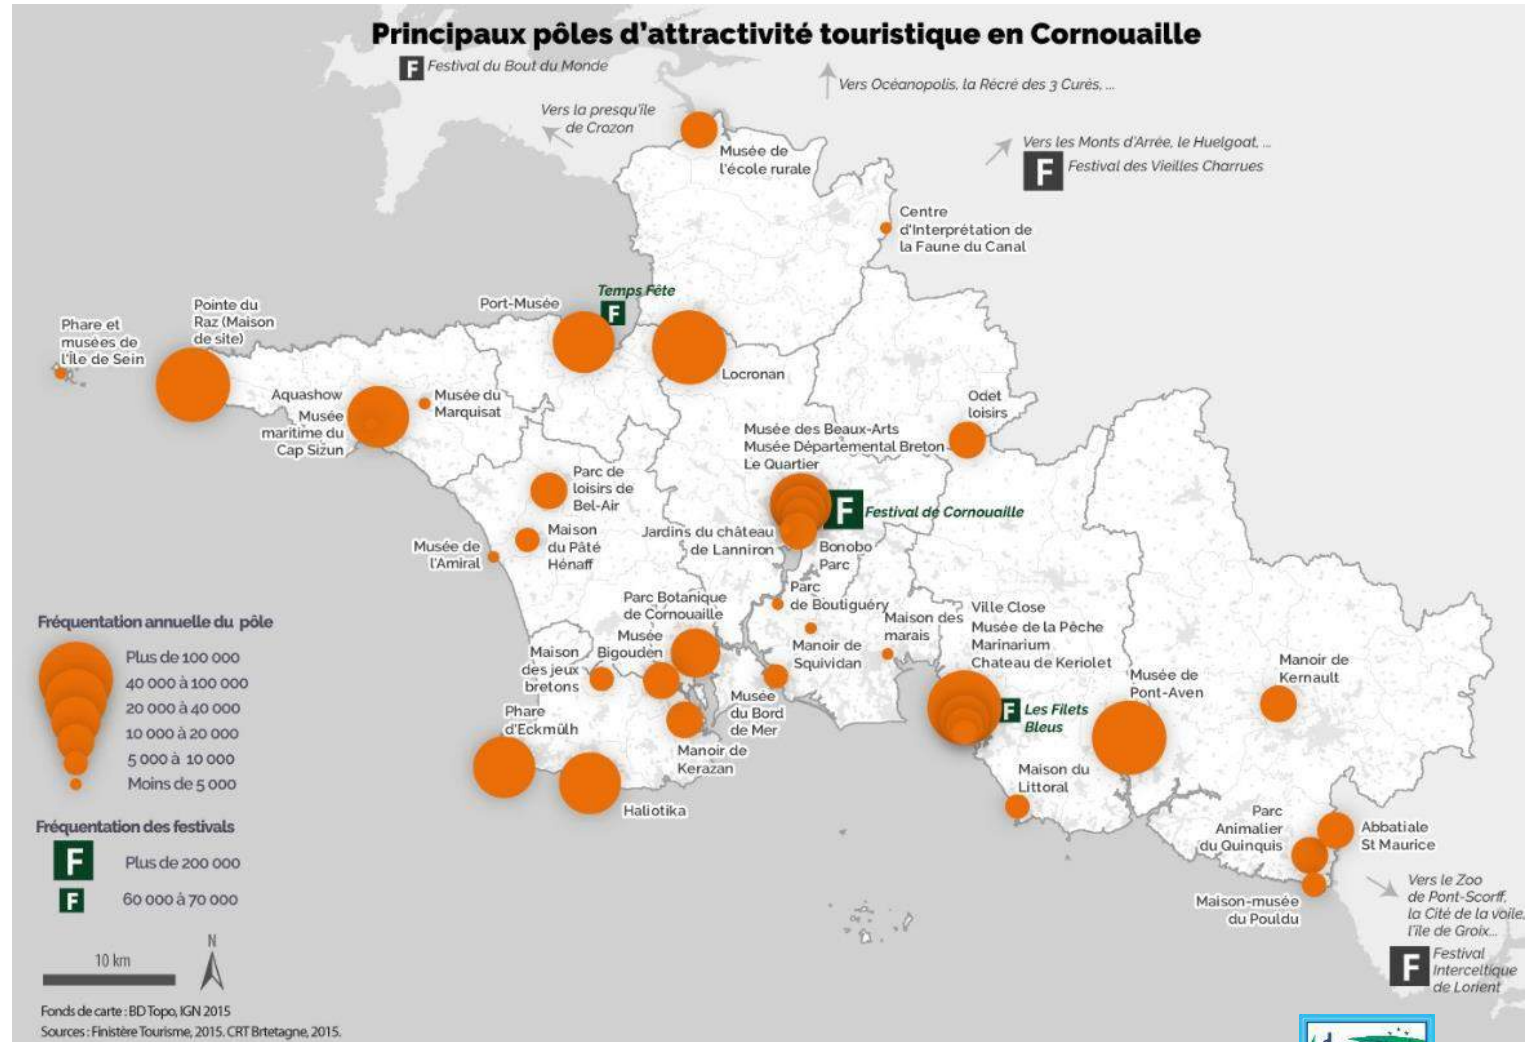 Principaux pôles d'attractivité touristique en Cornouaille
F Festival du Bout du Monde
Vers Océanopolis, la Récré des 3 Curés, ...
Vers la presqu'île
de Crozon
Vers les Monts d'Arrée, le Huelgoat, ...
F Festival des Vieilles Charrues
Musée de
l'école rurale
Centre
d'Interprétation de
la Faune du Canal
Temps Fête
F
Port-Musée
Pointe du
Raz (Maison
de site)
Phare et
musées de
l'Île de Sein
Locronan
Aquashow
Musée
maritime du
Cap Sizun
Musée du
Marquisat
Odet
loisirs
Musée des Beaux-Arts
Musée Départemental Breton
Le Quartier
Parc de
loisirs de
Bel-Air
F Festival de Cornouaille
Jardins du château
de Lanniron
Bonobo
Parc
Maison
du Pâté
Hénaff
Musée de
l'Amiral
Parc
de Boutiguéry
Parc Botanique
de Cornouaille
Maison des
marais
Ville Close
Musée de la Pêche
Marinarium
Chateau de Keriolet
Musée
Bigouden
Maison
des jeux
bretons
Manoir de
Squividan
Manoir de
Kernault
Musée de
Pont-Aven
Musée
du Bord
de Mer
Phare
d'Eckmülh
F Les Filets
Bleus
Manoir de
Kerazan
Haliotika
Maison du
Littoral
Parc
Animalier
du Quinquis
Abbatiale
St Maurice
Maison-musée
du Pouldu
Vers le Zoo
de Pont-Scorff,
la Cité de la voile,
l'île de Groix...
F Festival
Interceltique
de Lorient
Fréquentation annuelle du pôle
Plus de 100 000
40 000 à 100 000
20 000 à 40 000
10 000 à 20 000
5 000 à 10 000
Moins de 5 000
Fréquentation des festivals
F Plus de 200 000
F 60 000 à 70 000
N
10 km
Fonds de carte : BD Topo, IGN 2015
Sources : Finistère Tourisme, 2015. CRT Brtetagne, 2015.